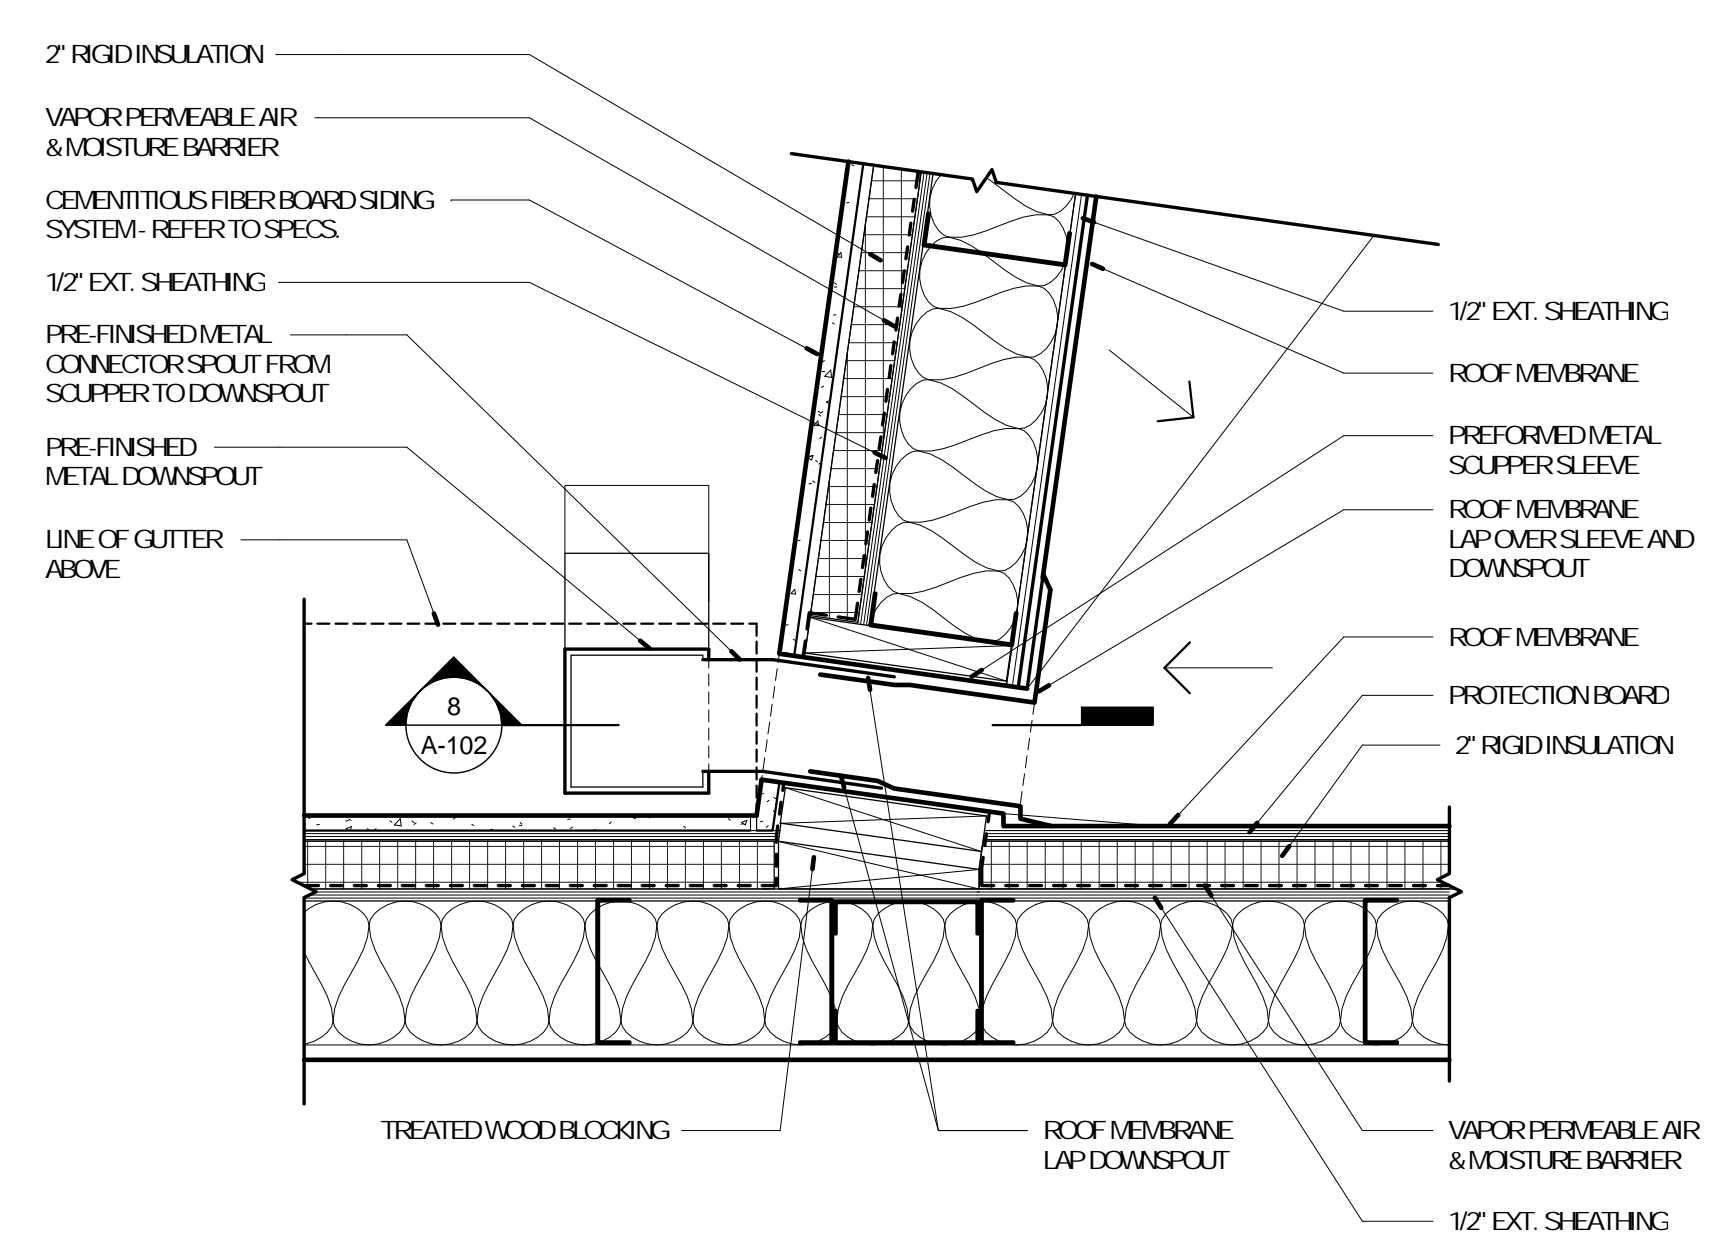 2" RIGID INSULATION
VAPOR PERMEABLE AIR
& MOISTURE BARRIER
CEMENTITIOUS FIBER BOARD SIDING
SYSTEM - REFER TO SPECS.
1/2" EXT. SHEATHING
PRE-FINISHED METAL
CONNECTOR SPOUT FROM
SCUPPER TO DOWNSPOUT
PRE-FINISHED
METAL DOWNSPOUT
LINE OF GUTTER
ABOVE
8
A-102
1/2" EXT. SHEATHING
ROOF MEMBRANE
PREFORMED METAL
SCUPPER SLEEVE
ROOF MEMBRANE
LAP OVER SLEEVE AND
DOWNSPOUT
ROOF MEMBRANE
PROTECTION BOARD
2" RIGID INSULATION
TREATED WOOD BLOCKING
ROOF MEMBRANE
LAP DOWNSPOUT
VAPOR PERMEABLE AIR
& MOISTURE BARRIER
1/2" EXT. SHEATHING